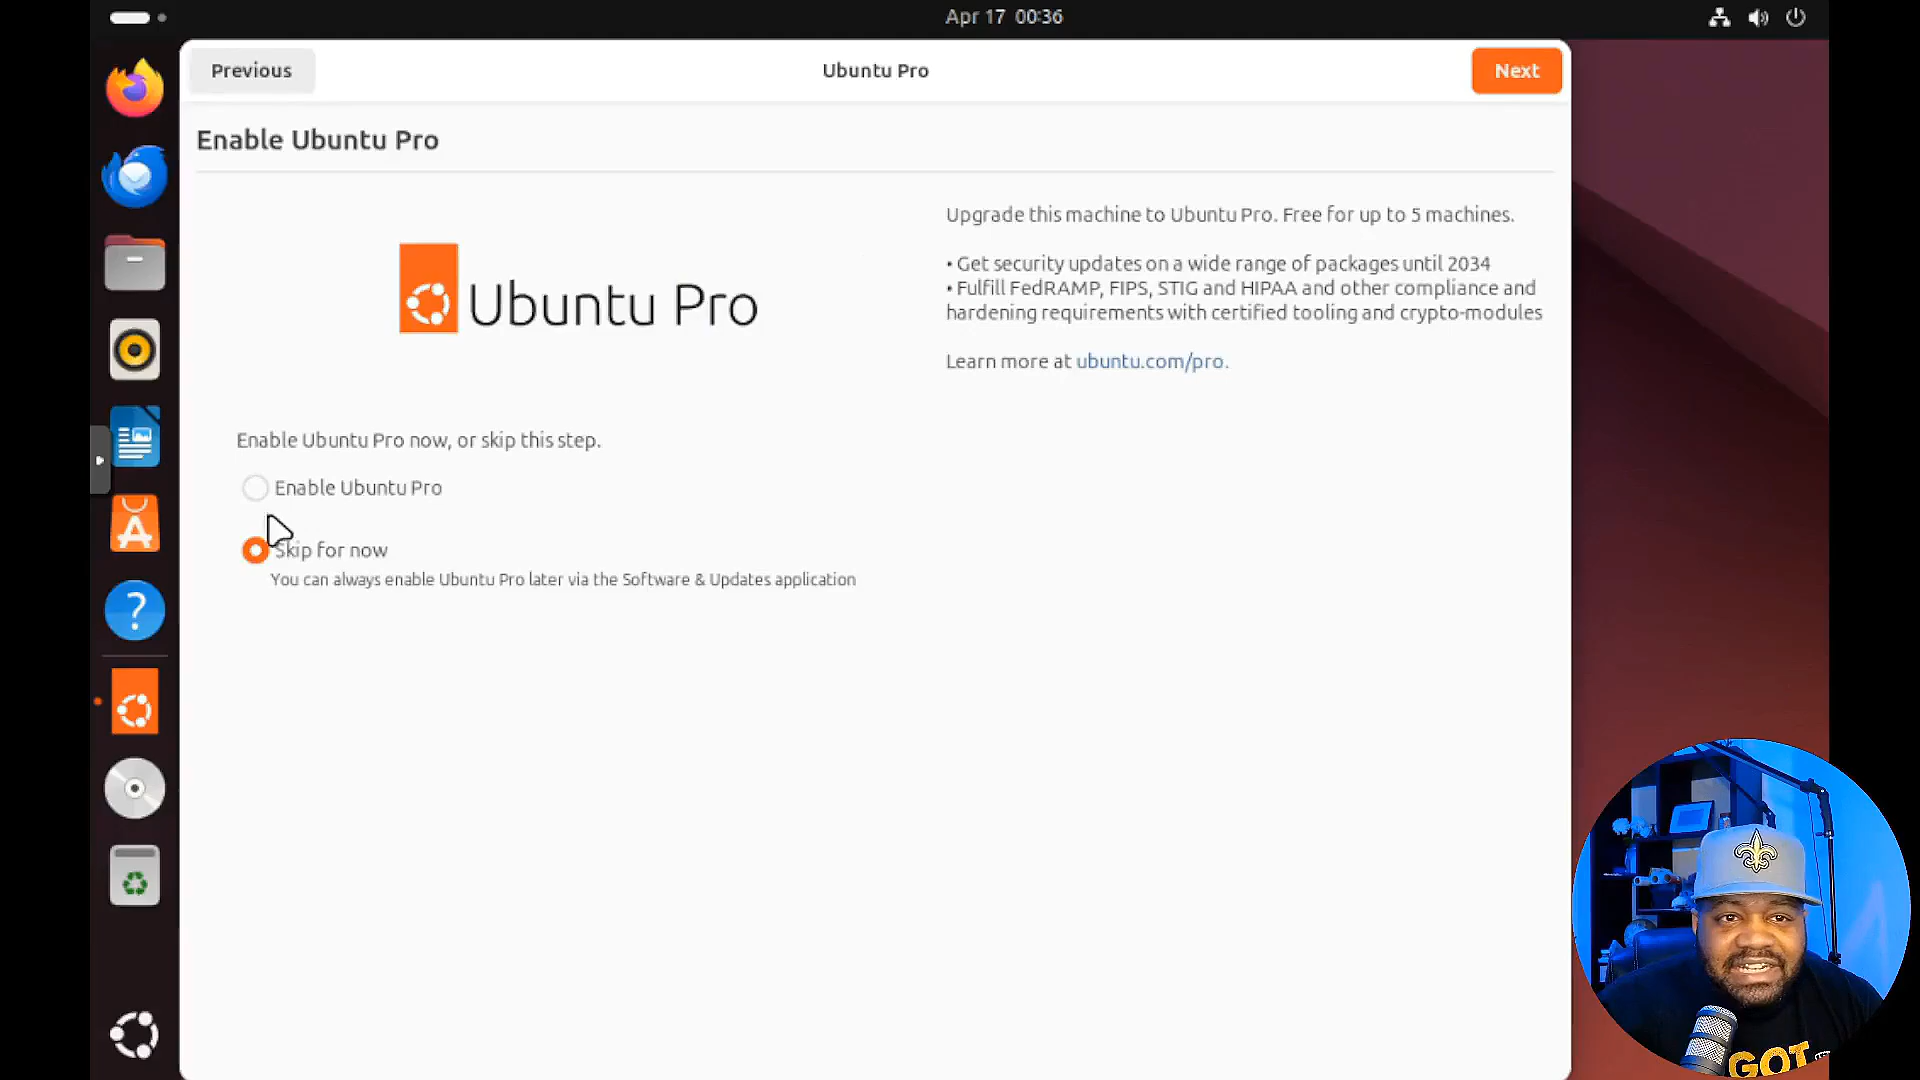 Apr 17 00:36
Previous
Ubuntu Pro
Next
Enable Ubuntu Pro
Ubuntu Pro
Upgrade this machine to Ubuntu Pro. Free for up to 5 machines.
• Get security updates on a wide range of packages until 2034
• Fulfill FedRAMP, FIPS, STIG and HIPAA and other compliance and
hardening requirements with certified tooling and crypto-modules
Learn more at ubuntu.com/pro.
Enable Ubuntu Pro now, or skip this step.
Enable Ubuntu Pro
Skip for now
You can always enable Ubuntu Pro later via the Software & Updates application
GOT